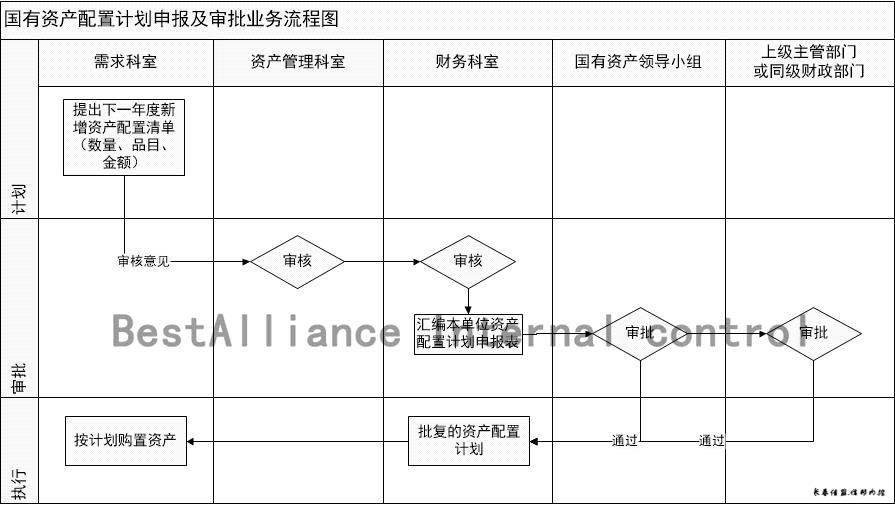 国有资产配置计划申报及审批业务流程图
需求科室
资产管理科室
财务科室
国有资产领导小组
上级主管部门
或同级财政部门
计划
提出下一年度新
增资产配置清单
（数量、品目、
金额）
审批
审核意见
审核
审核
汇编本单位资产
配置计划申报表
审批
审批
BestAlliance Internal control
执行
按计划购置资产
批复的资产配置
计划
通过
通过